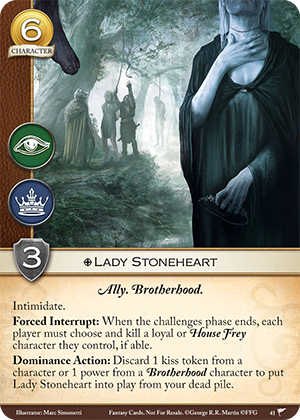 6
CHARACTER
3
LADY STONEHEART
Ally. Brotherhood.
Intimidate.
Forced Interrupt: When the challenges phase ends, each
player must choose and kill a loyal or House Frey
character they control, if able.
Dominance Action: Discard 1 kiss token from a
character or 1 power from a Brotherhood character to put
Lady Stoneheart into play from your dead pile.
Illustrator: Marc Simonetti
Fantasy Cards. Not For Resale. ©George R.R. Martin ©FFG
41